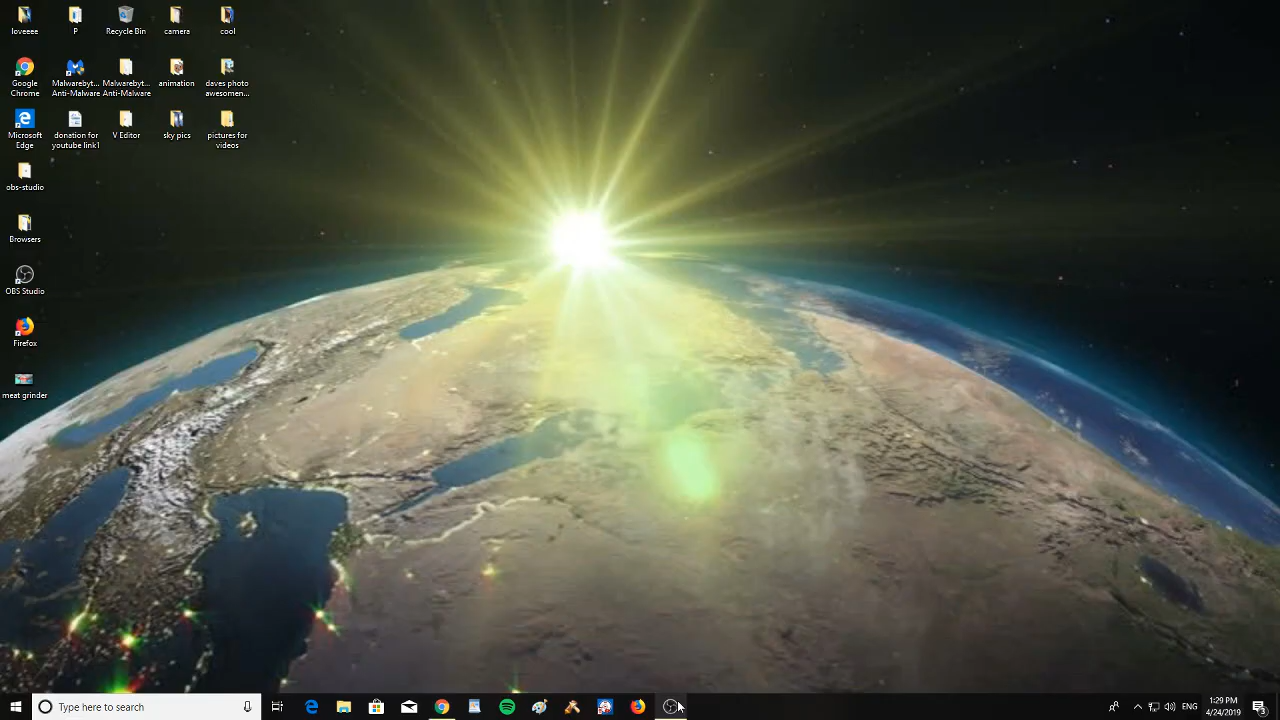 loveeee
P
Recycle Bin
camera
cool
Google
Chrome
Malwarebyt...
Anti-Malware
Malwarebyt...
Anti-Malware
animation
daves photo
awesomen...
Microsoft
Edge
donation for
youtube link1
V Editor
sky pics
pictures for
videos
obs-studio
Browsers
OBS Studio
Firefox
meat grinder
Type here to search
ENG
1:29 PM
4/24/2019